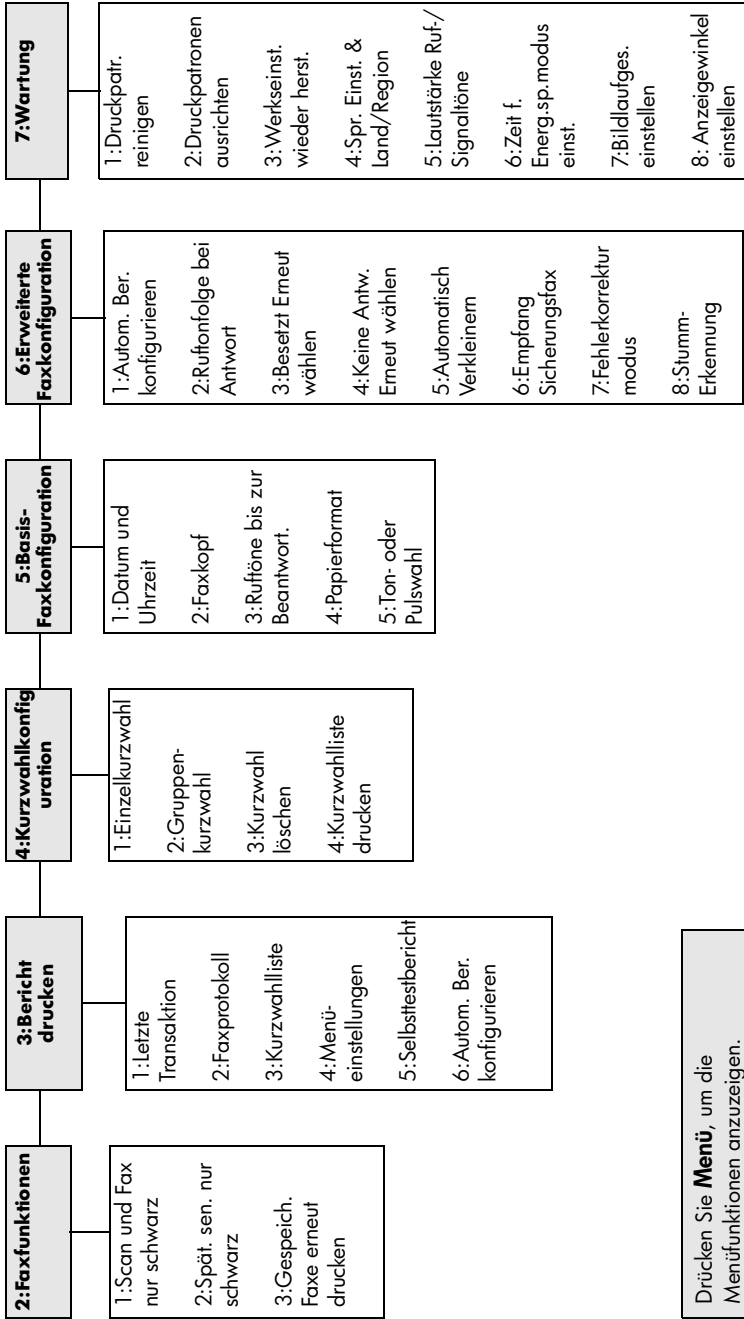 2:Faxfunktionen
1:Scan und Fax
nur schwarz
2:Spät. sen. nur
schwarz
3:Gespeich.
Faxe erneut
drucken
3:Bericht
drucken
1:Letzte
Transaktion
2:Faxprotokoll
3:Kurzwahlliste
4:Menü-
einstellungen
5:Selbsttestbericht
6:Autom. Ber.
konfigurieren
4:Kurzwahlkonfig
uration
1:Einzelkurzwahl
2:Gruppen-
kurzwahl
3:Kurzwahl
löschen
4:Kurzwahlliste
drucken
5:Basis-
Faxkonfiguration
1:Datum und
Uhrzeit
2:Faxkopf
3:Ruftöne bis zur
Beantwort.
4:Papierformat
5:Ton- oder
Pulswahl
6:Erweiterte
Faxkonfiguration
1:Autom. Ber.
konfigurieren
2:Ruftonfolge bei
Antwort
3:Besetzt Erneut
wählen
4:Keine Antw.
Erneut wählen
5:Automatisch
Verkleinern
6:Empfang
Sicherungsfax
7:Fehlerkorrektur
modus
8:Stumm-
Erkennung
7:Wartung
1:Druckpatr.
reinigen
2:Druckpatronen
ausrichten
3:Werkseinst.
wieder herst.
4:Spr. Einst. &
Land/Region
5:Lautstärke Ruf-/
Signaltöne
6:Zeit f.
Energ.sp.modus
einst.
7:Bildlaufges.
einstellen
8: Anzeigewinkel
einstellen
Drücken Sie Menü, um die
Menüfunktionen anzuzeigen.